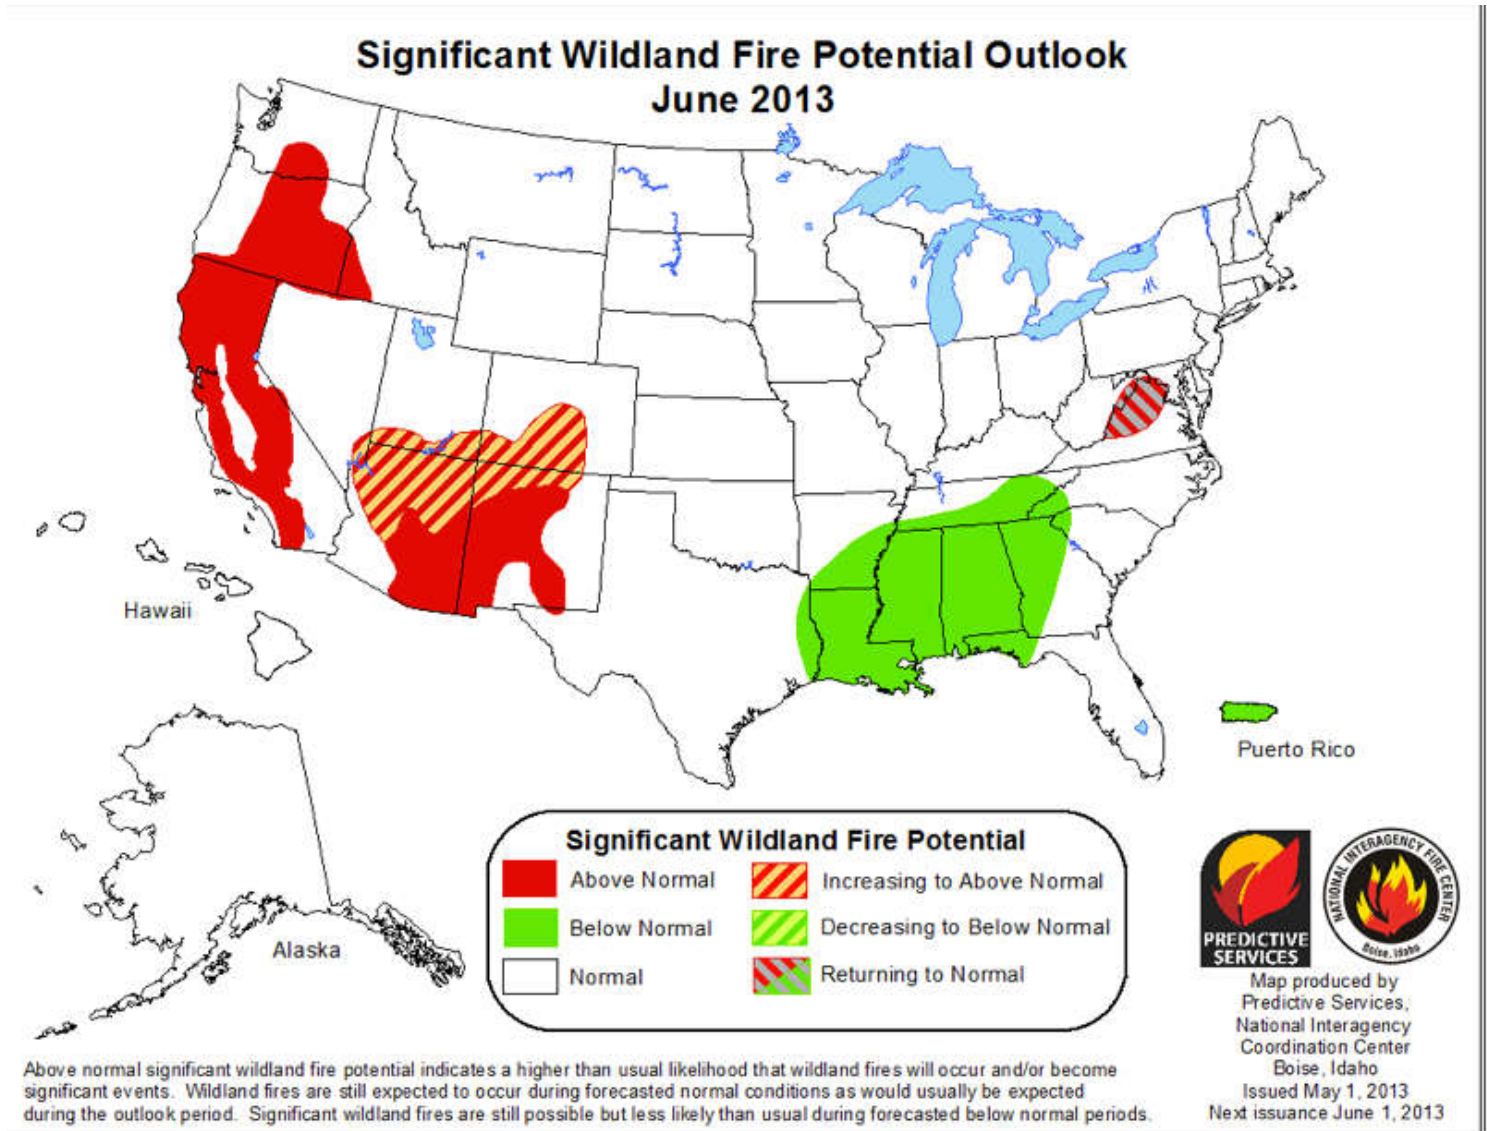 Significant Wildland Fire Potential Outlook
June 2013
Hawaii
Alaska
Puerto Rico
Significant Wildland Fire Potential
Above Normal
Increasing to Above Normal
Below Normal
Decreasing to Below Normal
Normal
Returning to Normal
PREDICTIVE
SERVICES
NATIONAL INTERAGENCY FIRE CENTER
Boise, Idaho
Map produced by
Predictive Services,
National Interagency
Coordination Center
Boise, Idaho
Issued May 1, 2013
Next issuance June 1, 2013
Above normal significant wildland fire potential indicates a higher than usual likelihood that wildland fires will occur and/or become
significant events.  Wildland fires are still expected to occur during forecasted normal conditions as would usually be expected
during the outlook period.  Significant wildland fires are still possible but less likely than usual during forecasted below normal periods.